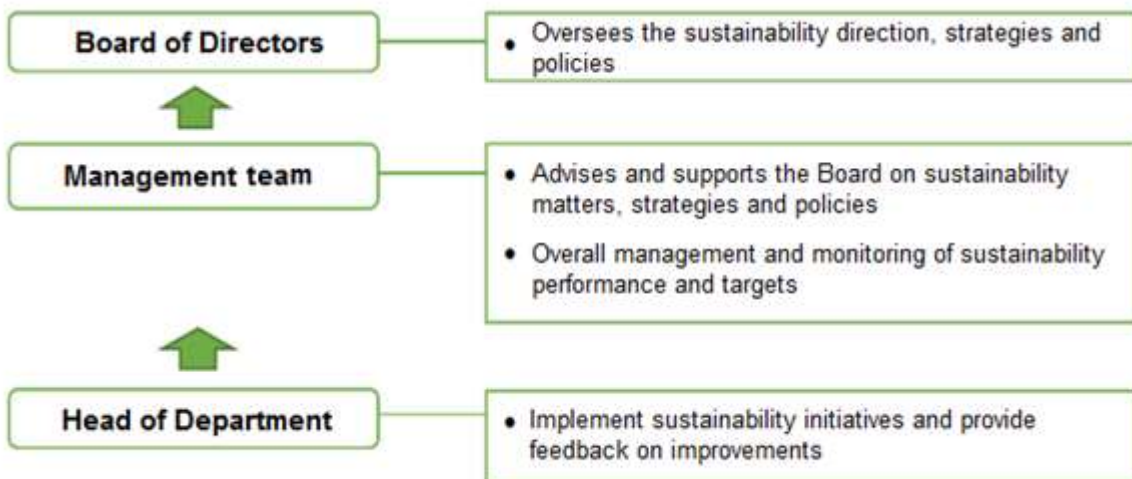 Board of Directors
• Oversees the sustainability direction, strategies and
policies
Management team
• Advises and supports the Board on sustainability
matters, strategies and policies
• Overall management and monitoring of sustainability
performance and targets
Head of Department
• Implement sustainability initiatives and provide
feedback on improvements